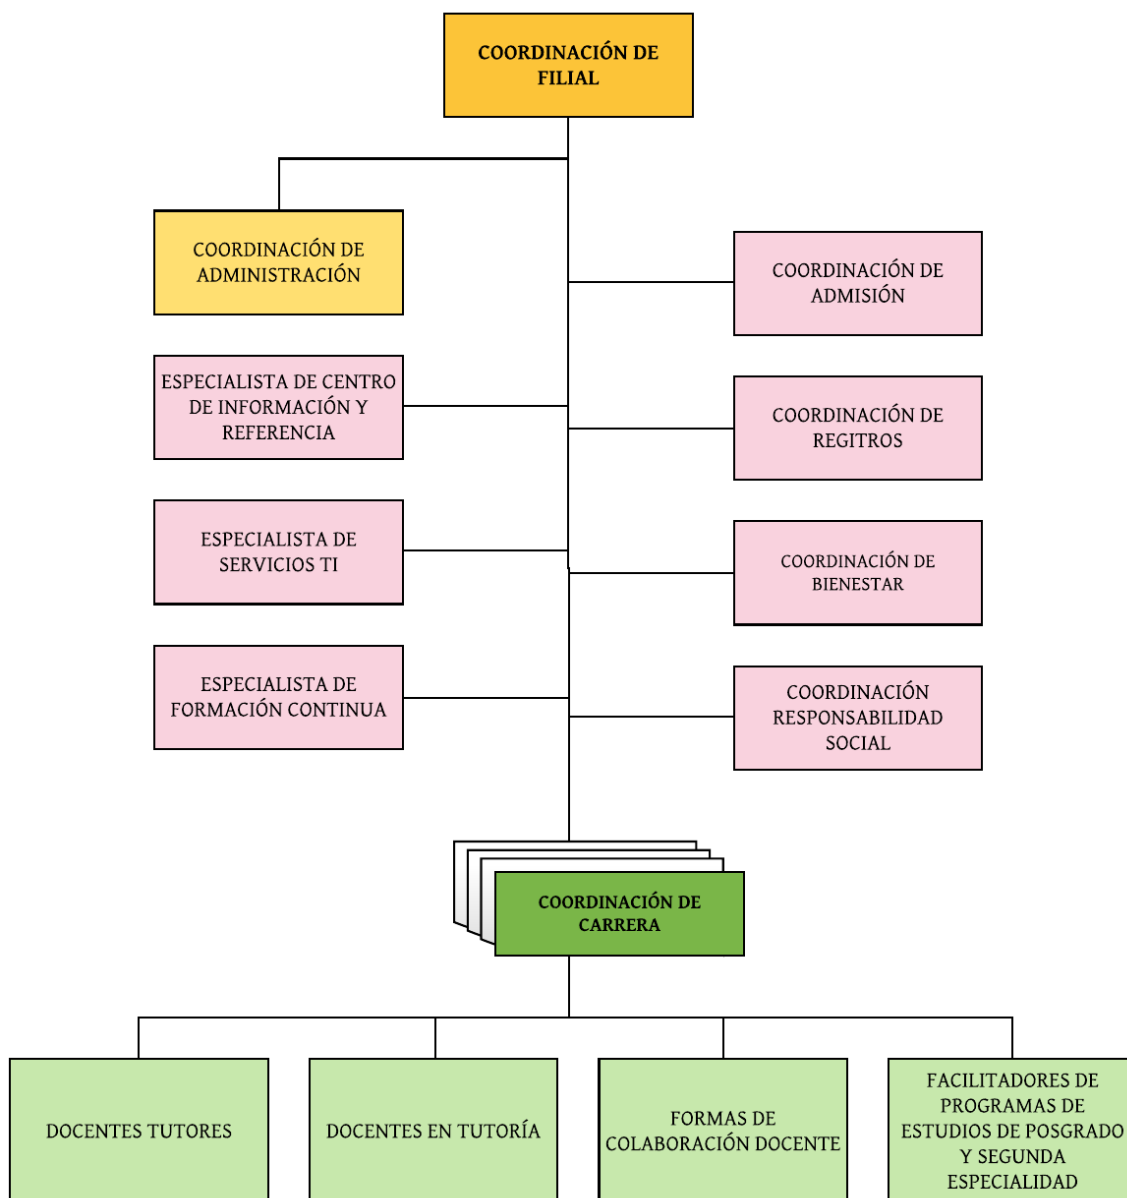 COORDINACIÓN DE
FILIAL
COORDINACIÓN DE
ADMINISTRACIÓN
COORDINACIÓN DE
ADMISIÓN
ESPECIALISTA DE CENTRO
DE INFORMACIÓN Y
REFERENCIA
COORDINACIÓN DE
REGITROS
ESPECIALISTA DE
SERVICIOS TI
COORDINACIÓN DE
BIENESTAR
ESPECIALISTA DE
FORMACIÓN CONTINUA
COORDINACIÓN
RESPONSABILIDAD
SOCIAL
COORDINACIÓN DE
CARRERA
DOCENTES TUTORES
DOCENTES EN TUTORÍA
FORMAS DE
COLABORACIÓN DOCENTE
FACILITADORES DE
PROGRAMAS DE
ESTUDIOS DE POSGRADO
Y SEGUNDA
ESPECIALIDAD